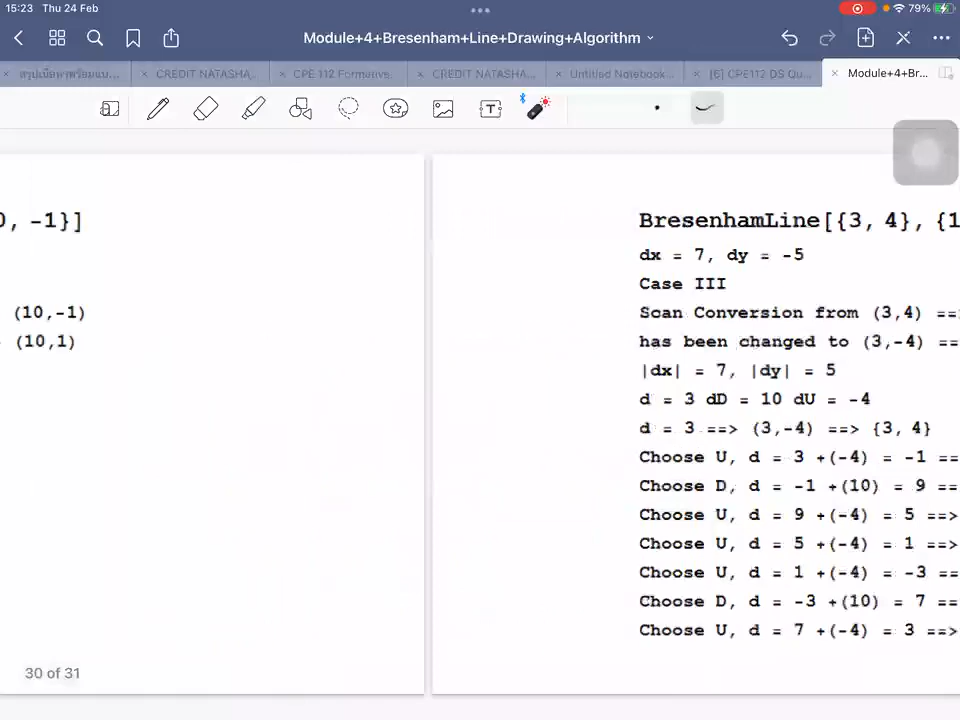 15:23 Thu 24 Feb
79%
Module+4+Bresenham+Line+Drawing+Algorithm
CREDIT NATASHA,
CPE 112 Formative
CREDIT NATASHA...
Untitled Notebook...
[6] CPE112 DS Qu...
Module+4+Br...
0, -1}]
(10,-1)
(10,1)
30 of 31
BresenhamLine[{3, 4}, {1
dx = 7, dy = -5
Case III
Scan Conversion from (3,4) ==
has been changed to (3,-4) ==
|dx| = 7, |dy| = 5
d = 3 dD = 10 dU = -4
d = 3 ==> (3,-4) ==> {3, 4}
Choose U, d = 3 +(-4) = -1 ==
Choose D, d = -1 +(10) = 9 ==
Choose U, d = 9 +(-4) = 5 ==>
Choose U, d = 5 +(-4) = 1 ==>
Choose U, d = 1 +(-4) = -3 ==
Choose D, d = -3 +(10) = 7 ==
Choose U, d = 7 +(-4) = 3 ==>